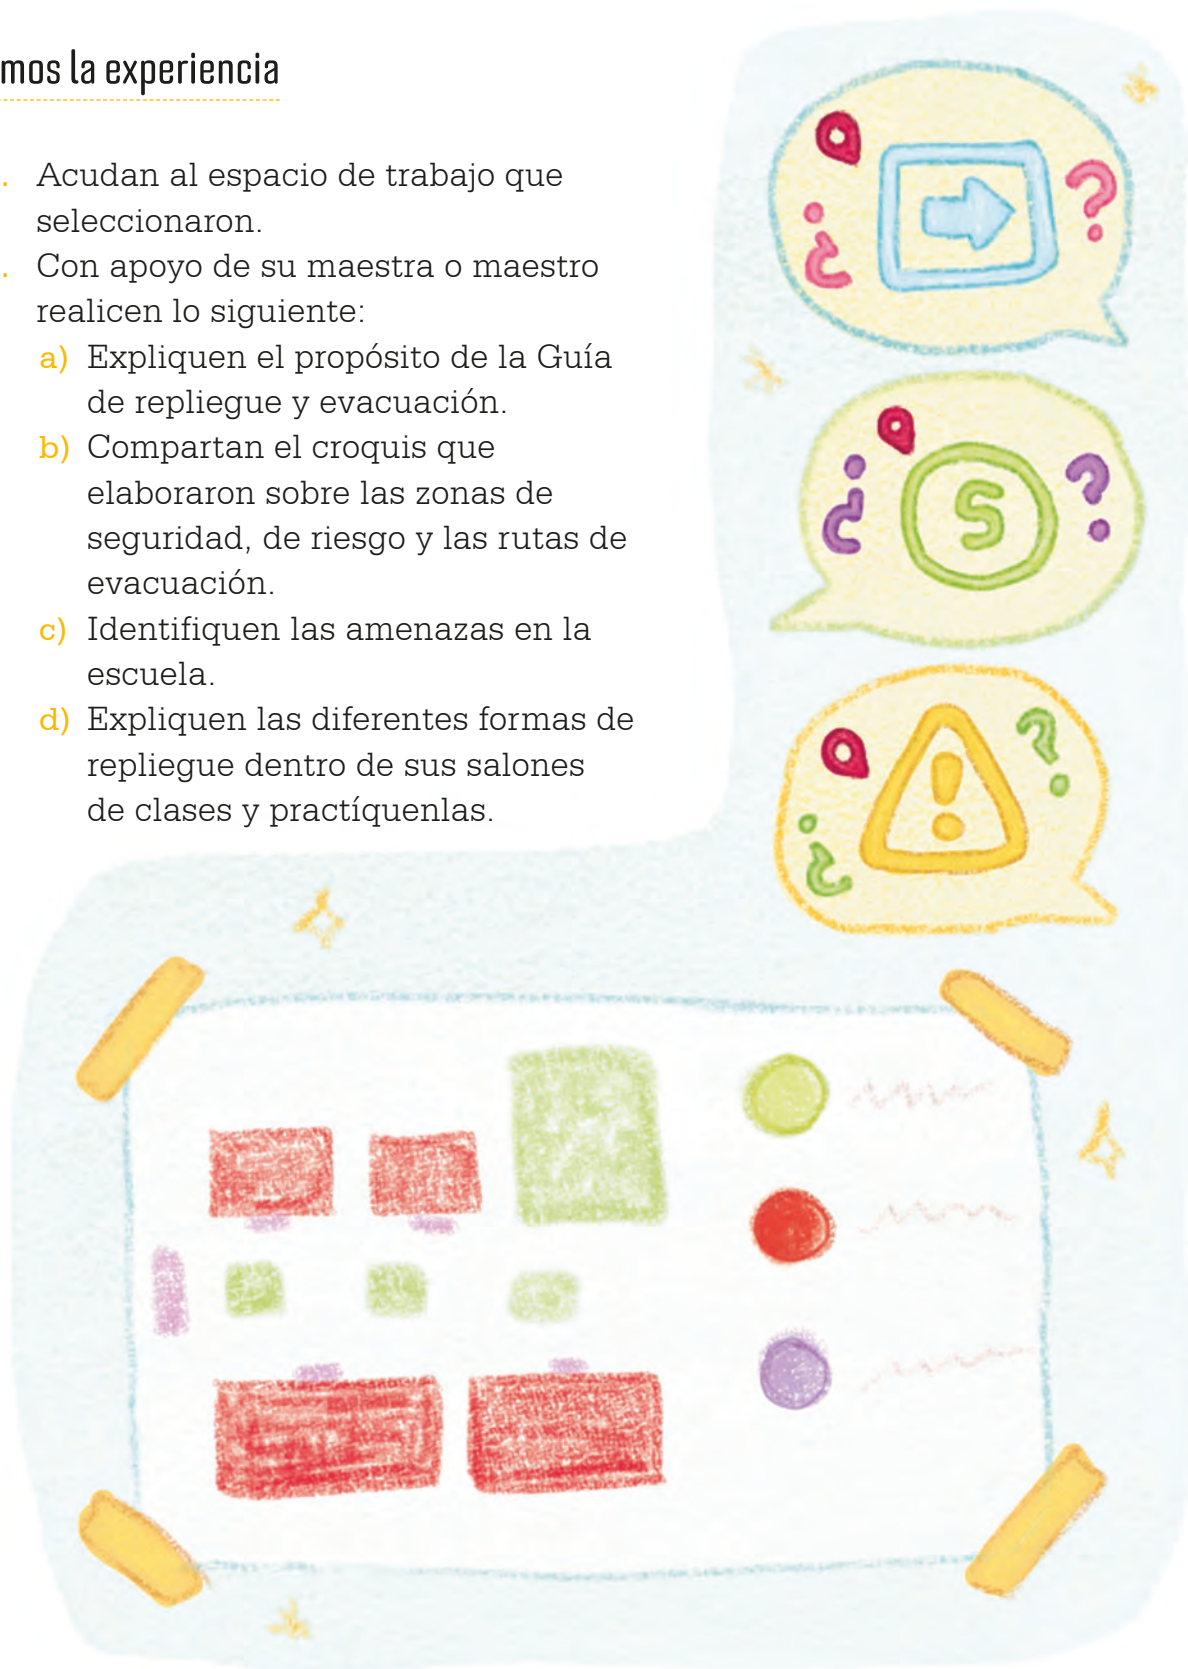 mos la experiencia
. Acudan al espacio de trabajo que
seleccionaron.
. Con apoyo de su maestra o maestro
realicen lo siguiente:
a) Expliquen el propósito de la Guía
de repliegue y evacuación.
b) Compartan el croquis que
elaboraron sobre las zonas de
seguridad, de riesgo y las rutas de
evacuación.
c) Identifiquen las amenazas en la
escuela.
d) Expliquen las diferentes formas de
repliegue dentro de sus salones
de clases y practíquenlas.
¿ ?
¿ S ?
¿ ! ?